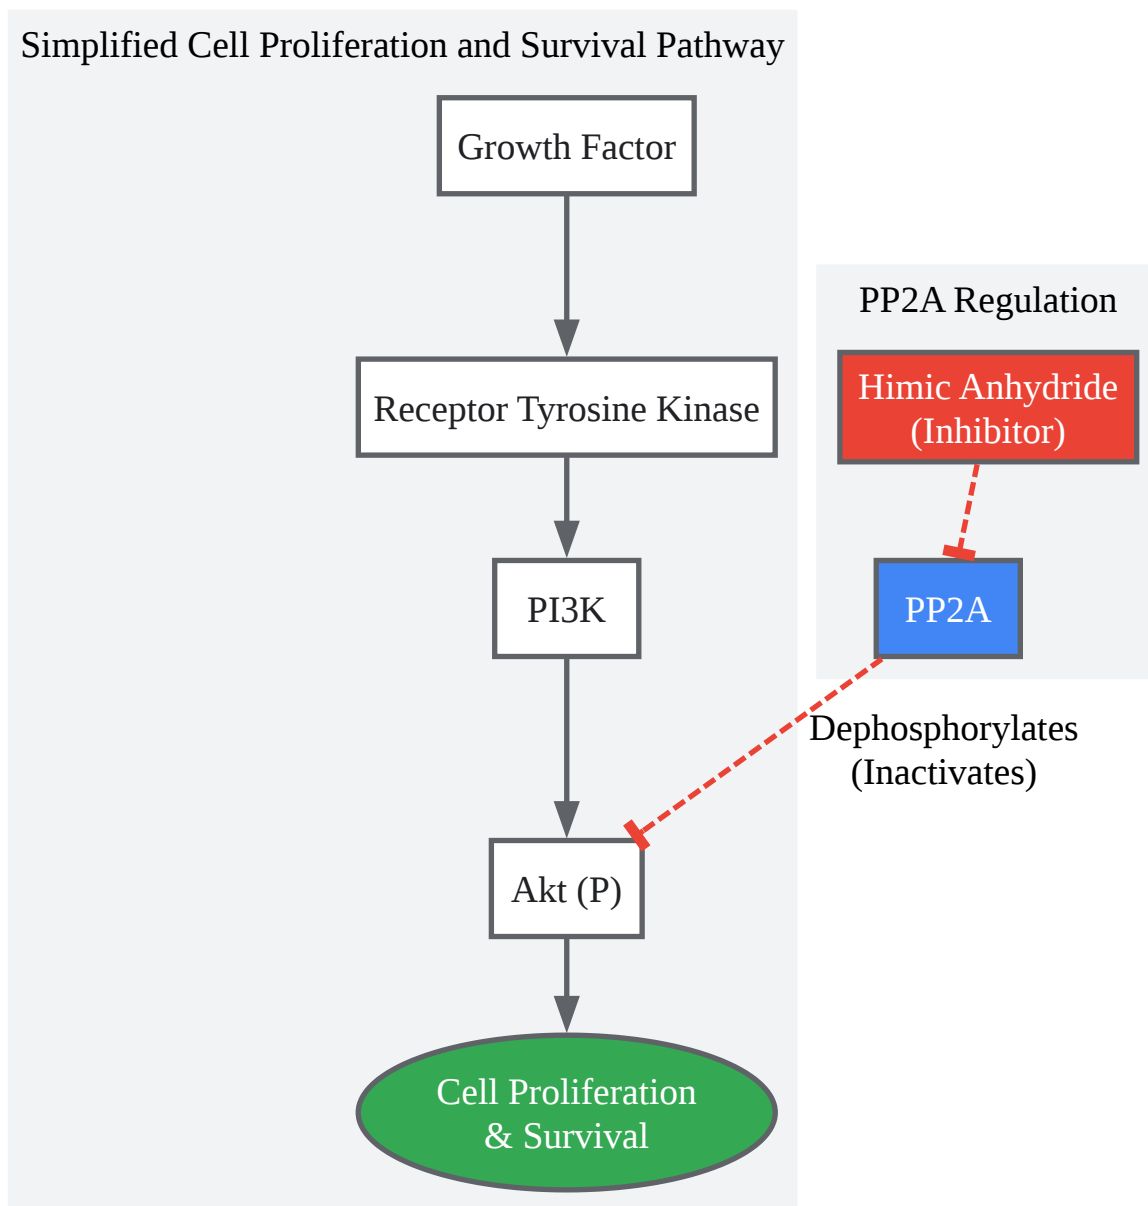 Simplified Cell Proliferation and Survival Pathway
Growth Factor
Receptor Tyrosine Kinase
PI3K
Akt (P)
Cell Proliferation
& Survival
PP2A Regulation
Himic Anhydride
(Inhibitor)
PP2A
Dephosphorylates
(Inactivates)